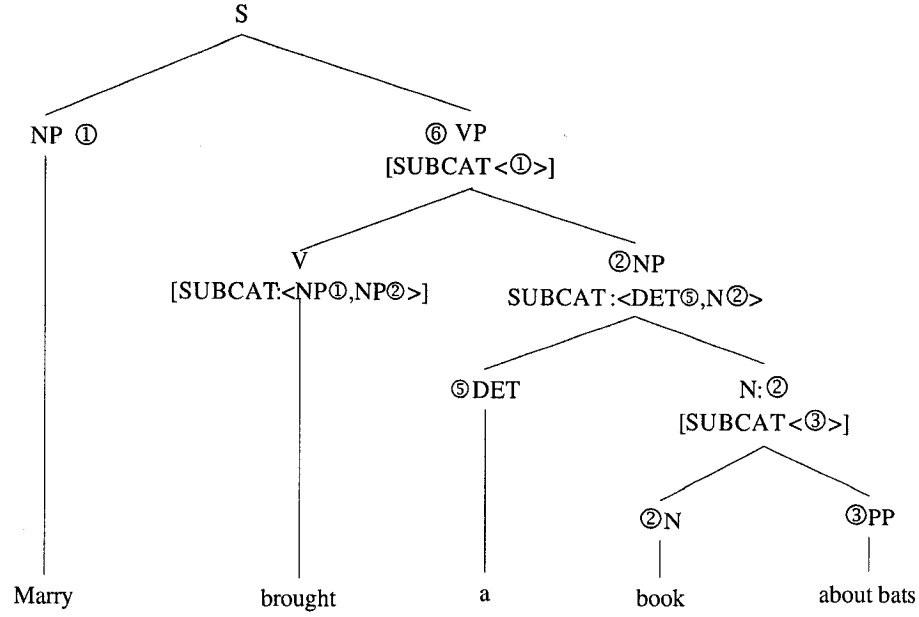 S
NP ①
⑥ VP
[SUBCAT<①>]
V
[SUBCAT:<NP①,NP②>]
②NP
SUBCAT:<DET⑤,N②>
⑤DET
N:②
[SUBCAT<③>]
②N
③PP
Marry
brought
a
book
about bats